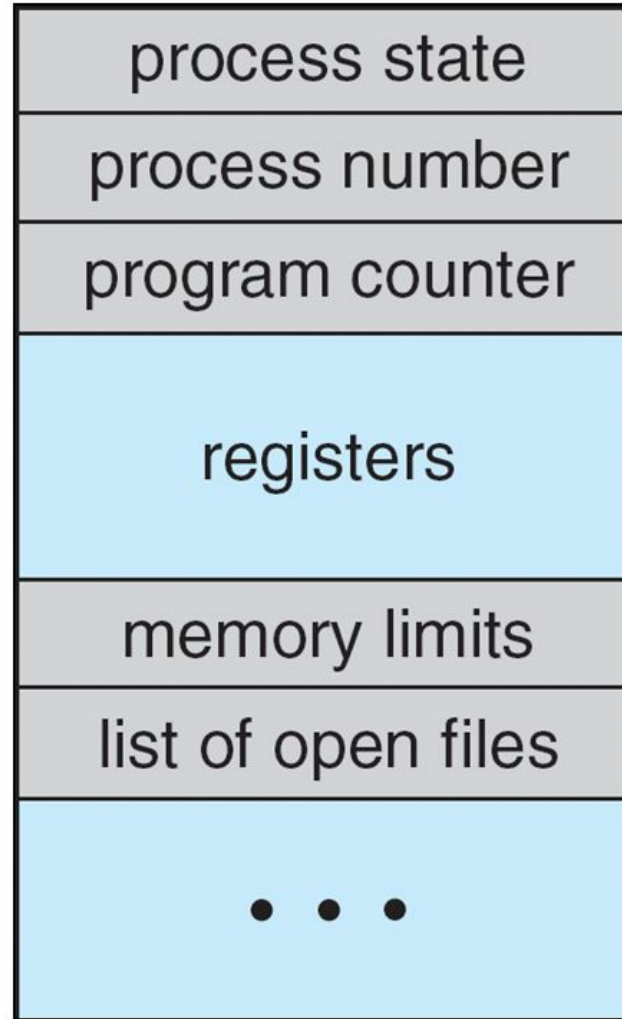 process state
process number
program counter
registers
memory limits
list of open files
• • •